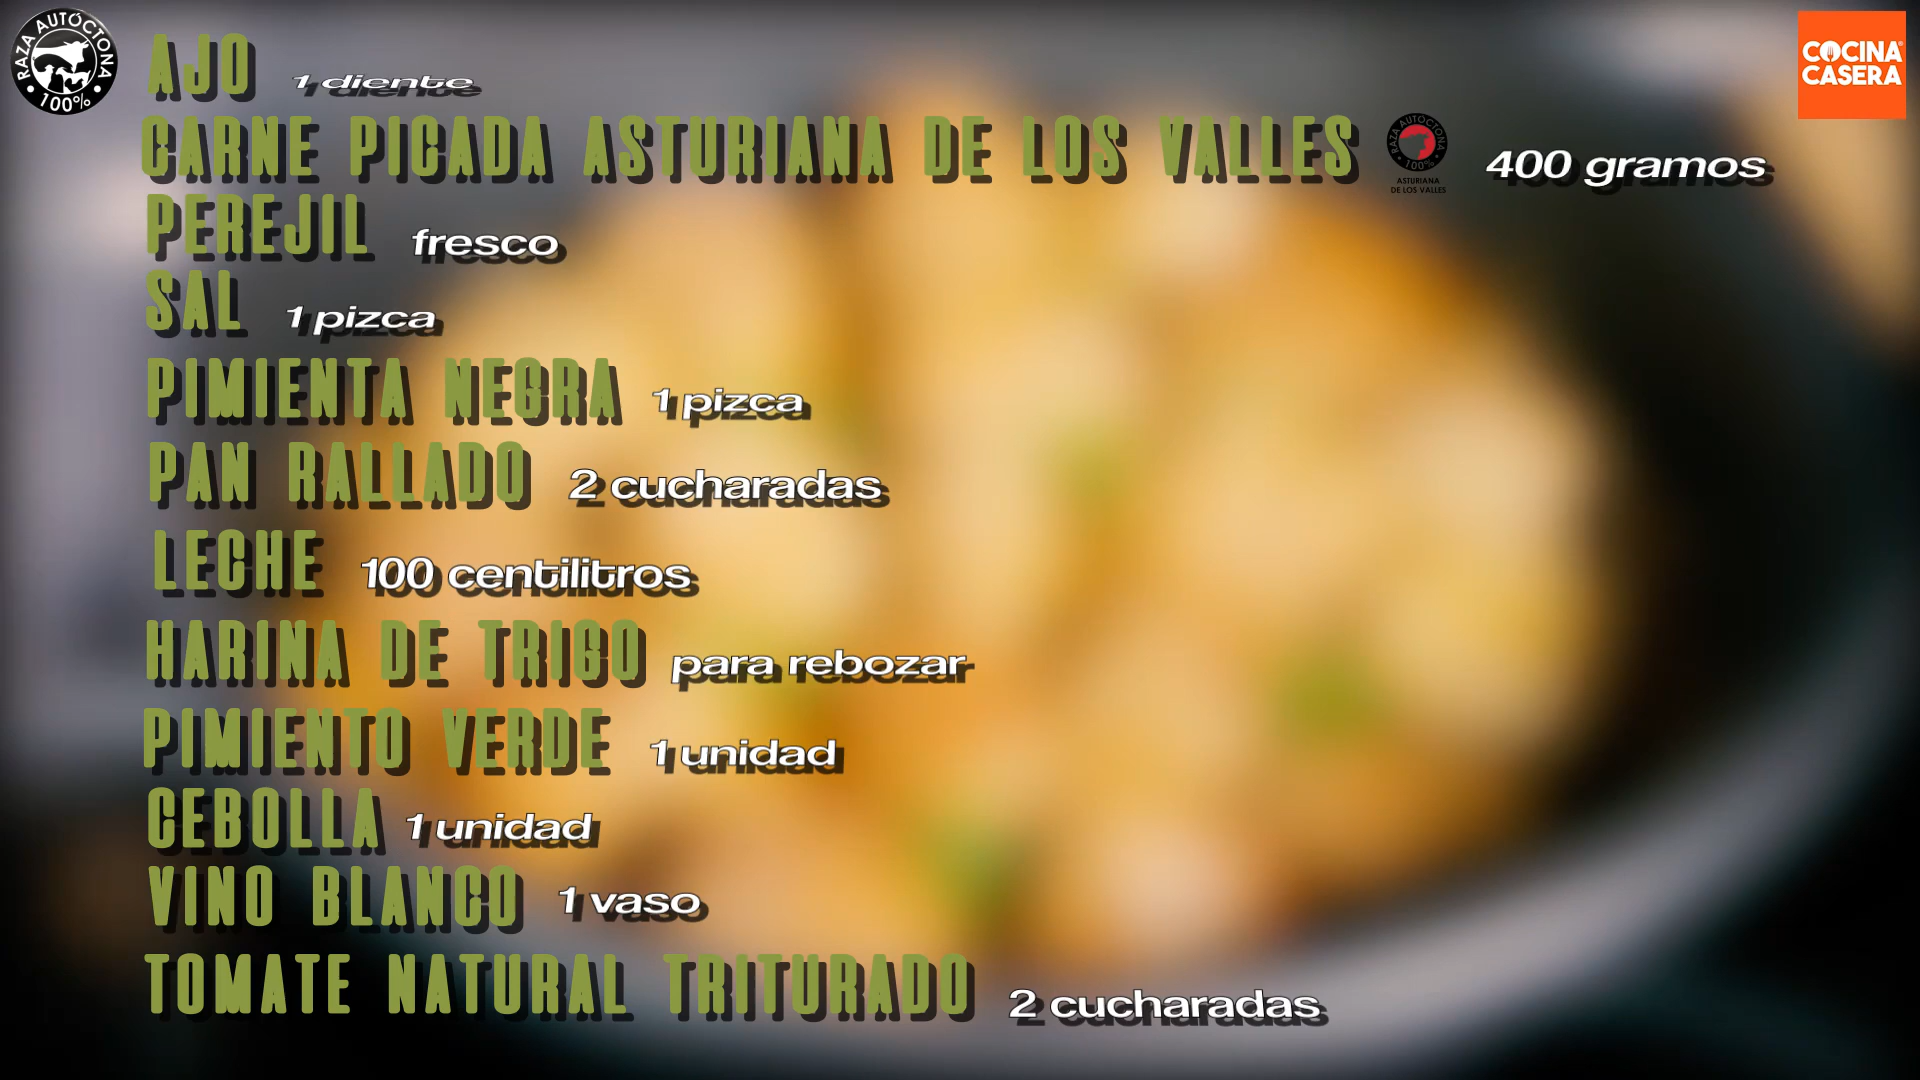 RAZA AUTÓCTONA
100%
COCINA
CASERA
AJO 1 diente
CARNE PICADA ASTURIANA DE LOS VALLES 400 gramos
RAZA AUTÓCTONA
100%
ASTURIANA
DE LOS VALLES
PEREJIL fresco
SAL 1 pizca
PIMIENTA NEGRA 1 pizca
PAN RALLADO 2 cucharadas
LECHE 100 centilitros
HARINA DE TRIGO para rebozar
PIMIENTO VERDE 1 unidad
CEBOLLA 1 unidad
VINO BLANCO 1 vaso
TOMATE NATURAL TRITURADO 2 cucharadas